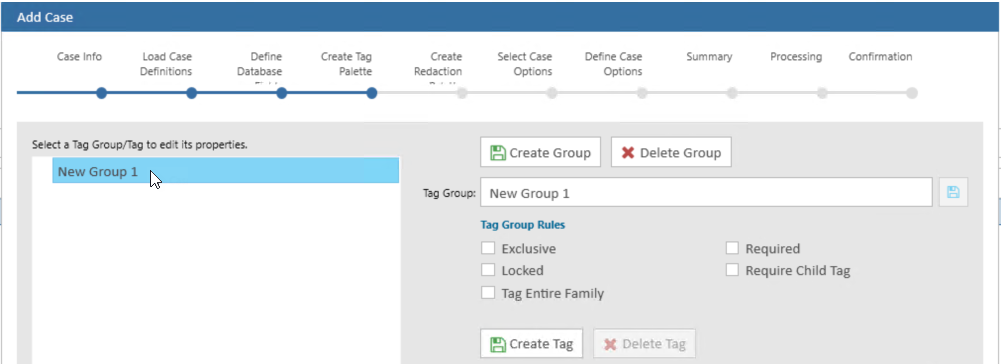 Add Case
Case Info
Load Case
Definitions
Define
Database
Create Tag
Palette
Create
Redaction
Select Case
Options
Define Case
Options
Summary
Processing
Confirmation
Select a Tag Group/Tag to edit its properties.
New Group 1
Create Group
Delete Group
Tag Group:
New Group 1
Tag Group Rules
Exclusive
Required
Locked
Require Child Tag
Tag Entire Family
Create Tag
Delete Tag